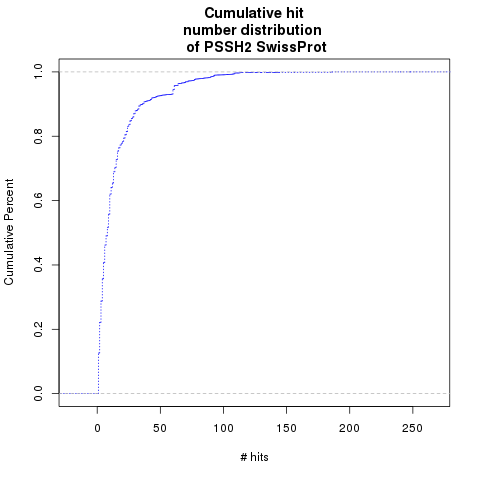 Cumulative hit
number distribution
of PSSH2 SwissProt
Cumulative Percent
1.0
0.8
0.6
0.4
0.2
0.0
0 50 100 150 200 250
# hits